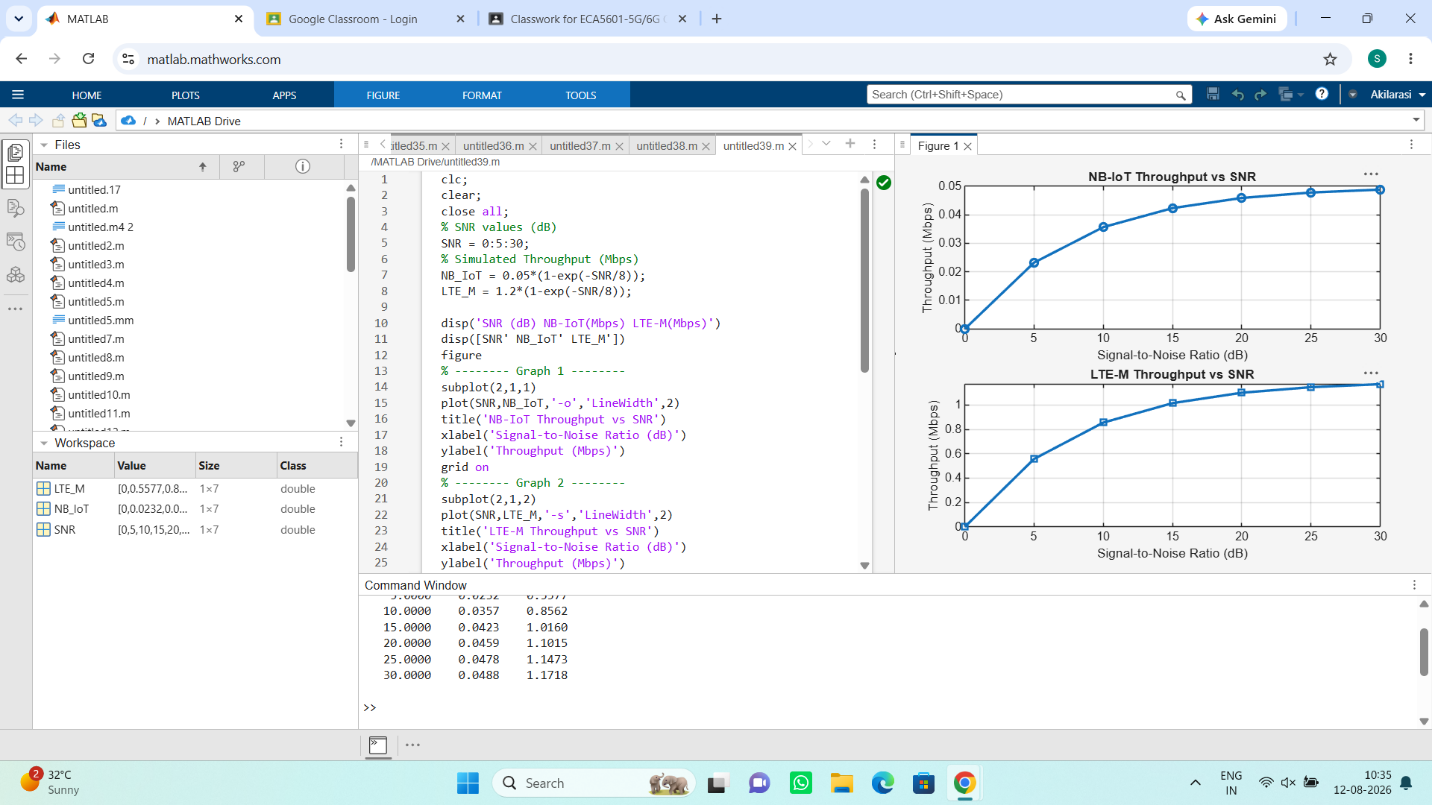 MATLAB
Google Classroom - Login
Classwork for ECA5601-5G/6G
Ask Gemini
matlab.mathworks.com
S
HOME PLOTS APPS FIGURE FORMAT TOOLS
Search (Ctrl+Shift+Space)
Akilarasi
/ > MATLAB Drive
Files
Name
untitled.17
untitled.m
untitled.m4 2
untitled2.m
untitled3.m
untitled4.m
untitled5.m
untitled5.mm
untitled7.m
untitled8.m
untitled9.m
untitled10.m
untitled11.m
Workspace
Name Value Size Class
LTE_M [0,0.5577,0.8... 1×7 double
NB_IoT [0,0.0232,0.0... 1×7 double
SNR [0,5,10,15,20,... 1×7 double
itled35.m untitled36.m untitled37.m untitled38.m untitled39.m
/MATLAB Drive/untitled39.m
1 clc;
2 clear;
3 close all;
4 % SNR values (dB)
5 SNR = 0:5:30;
6 % Simulated Throughput (Mbps)
7 NB_IoT = 0.05*(1-exp(-SNR/8));
8 LTE_M = 1.2*(1-exp(-SNR/8));
9
10 disp('SNR (dB) NB-IoT(Mbps) LTE-M(Mbps)')
11 disp([SNR' NB_IoT' LTE_M'])
12 figure
13 % -------- Graph 1 --------
14 subplot(2,1,1)
15 plot(SNR,NB_IoT,'-o','LineWidth',2)
16 title('NB-IoT Throughput vs SNR')
17 xlabel('Signal-to-Noise Ratio (dB)')
18 ylabel('Throughput (Mbps)')
19 grid on
20 % -------- Graph 2 --------
21 subplot(2,1,2)
22 plot(SNR,LTE_M,'-s','LineWidth',2)
23 title('LTE-M Throughput vs SNR')
24 xlabel('Signal-to-Noise Ratio (dB)')
25 ylabel('Throughput (Mbps)')
Figure 1
NB-IoT Throughput vs SNR
Throughput (Mbps)
0.05
0.04
0.03
0.02
0.01
0
0 5 10 15 20 25 30
Signal-to-Noise Ratio (dB)
LTE-M Throughput vs SNR
Throughput (Mbps)
1
0.8
0.6
0.4
0.2
0
0 5 10 15 20 25 30
Signal-to-Noise Ratio (dB)
Command Window
5.0000 0.0232 0.5577
10.0000 0.0357 0.8562
15.0000 0.0423 1.0160
20.0000 0.0459 1.1015
25.0000 0.0478 1.1473
30.0000 0.0488 1.1718
>>
2
32°C
Sunny
Search
ENG
IN
10:35
12-08-2026